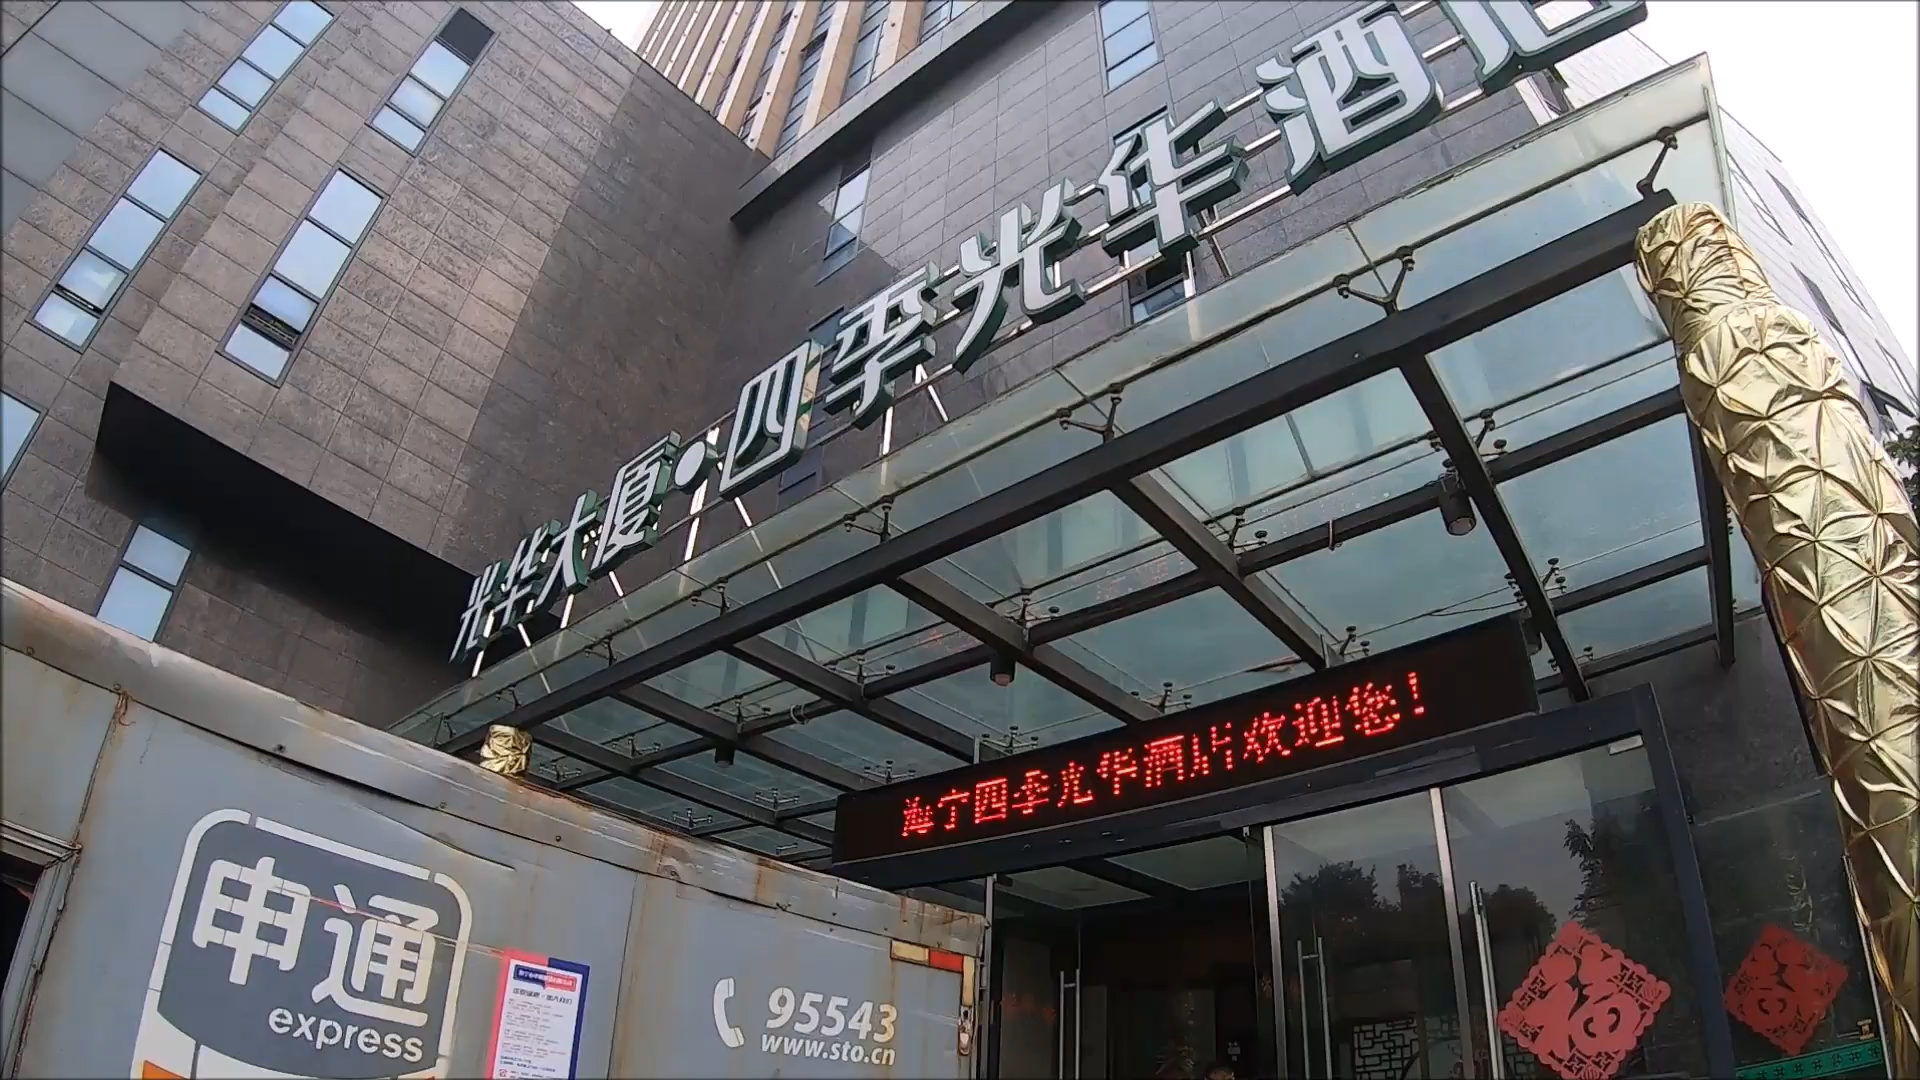 光华大厦·四季光华酒店
海宁四季光华酒店欢迎您!
申通
express
95543
www.sto.cn
福